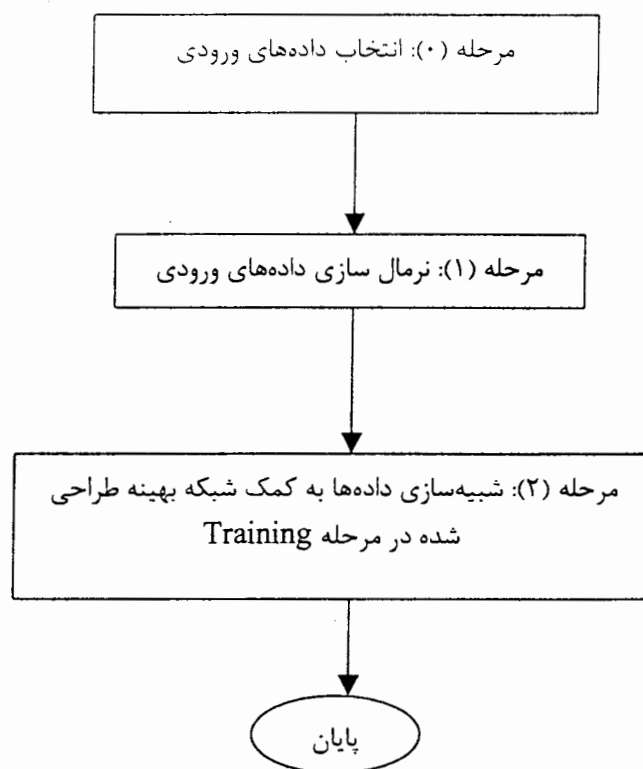 مرحله (۰): انتخاب داده‌های ورودی
مرحله (۱): نرمال سازی داده‌های ورودی
مرحله (۲): شبیه‌سازی داده‌ها به کمک شبکه بهینه طراحی
شده در مرحله Training
پایان